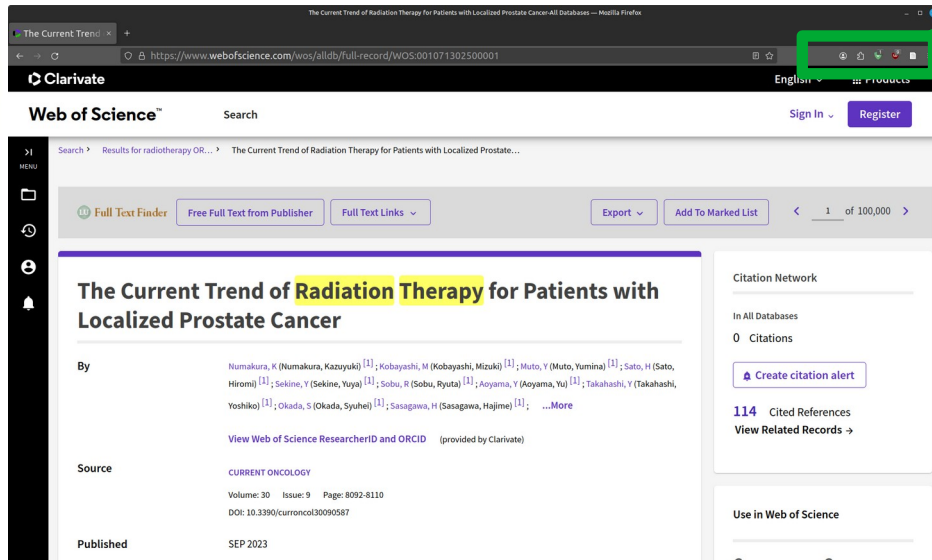 The Current Trend of Radiation Therapy for Patients with Localized Prostate Cancer-All Databases — Mozilla Firefox
The Current Trend × +
https://www.webofscience.com/wos/alldb/full-record/WOS:001071302500001
Clarivate
English Products
Web of Science™ Search Sign In Register
MENU
Search > Results for radiotherapy OR... > The Current Trend of Radiation Therapy for Patients with Localized Prostate...
Full Text Finder Free Full Text from Publisher Full Text Links Export Add To Marked List < 1 of 100,000 >
The Current Trend of Radiation Therapy for Patients with
Localized Prostate Cancer
By
Numakura, K (Numakura, Kazuyuki) [1] ; Kobayashi, M (Kobayashi, Mizuki) [1] ; Muto, Y (Muto, Yumina) [1] ; Sato, H (Sato,
Hiromi) [1] ; Sekine, Y (Sekine, Yuya) [1] ; Sobu, R (Sobu, Ryuta) [1] ; Aoyama, Y (Aoyama, Yu) [1] ; Takahashi, Y (Takahashi,
Yoshiko) [1] ; Okada, S (Okada, Syuhei) [1] ; Sasagawa, H (Sasagawa, Hajime) [1] ; ...More
View Web of Science ResearcherID and ORCID (provided by Clarivate)
Source
CURRENT ONCOLOGY
Volume: 30 Issue: 9 Page: 8092-8110
DOI: 10.3390/curroncol30090587
Published
SEP 2023
Citation Network
In All Databases
0 Citations
Create citation alert
114 Cited References
View Related Records →
Use in Web of Science